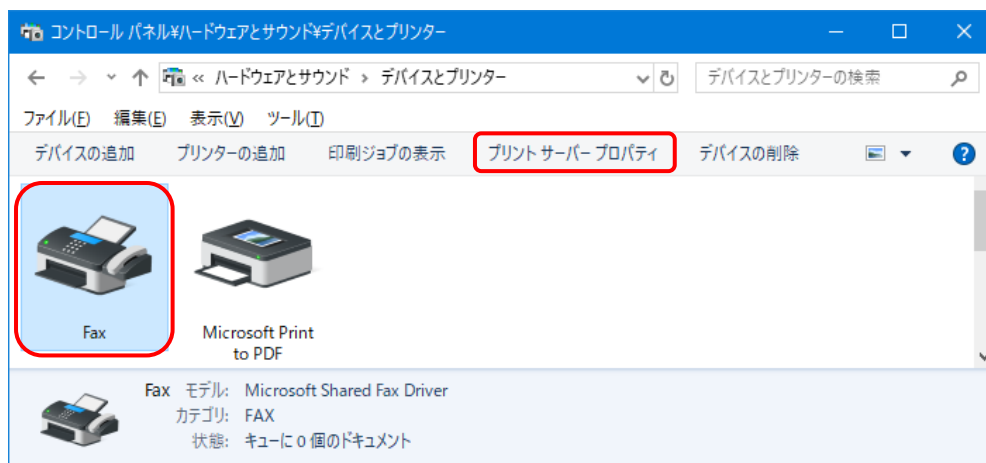 コントロール パネル¥ハードウェアとサウンド¥デバイスとプリンター
« ハードウェアとサウンド › デバイスとプリンター デバイスとプリンターの検索
ファイル(F) 編集(E) 表示(V) ツール(T)
デバイスの追加 プリンターの追加 印刷ジョブの表示 プリント サーバー プロパティ デバイスの削除 ?
Fax
Microsoft Print
to PDF
Fax モデル: Microsoft Shared Fax Driver
カテゴリ: FAX
状態: キューに 0 個のドキュメント